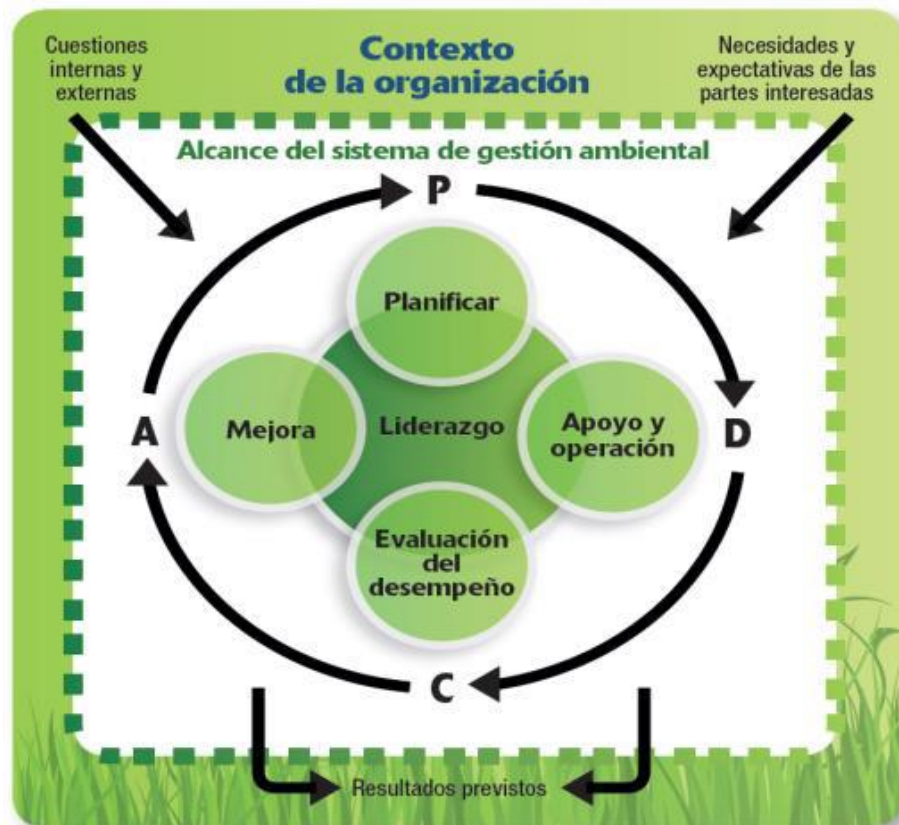 Cuestiones
internas y
externas
Contexto
de la organización
Necesidades y
expectativas de las
partes interesadas
Alcance del sistema de gestión ambiental
P
Planificar
A
Mejora
Liderazgo
Apoyo y
operación
D
Evaluación
del
desempeño
C
Resultados previstos